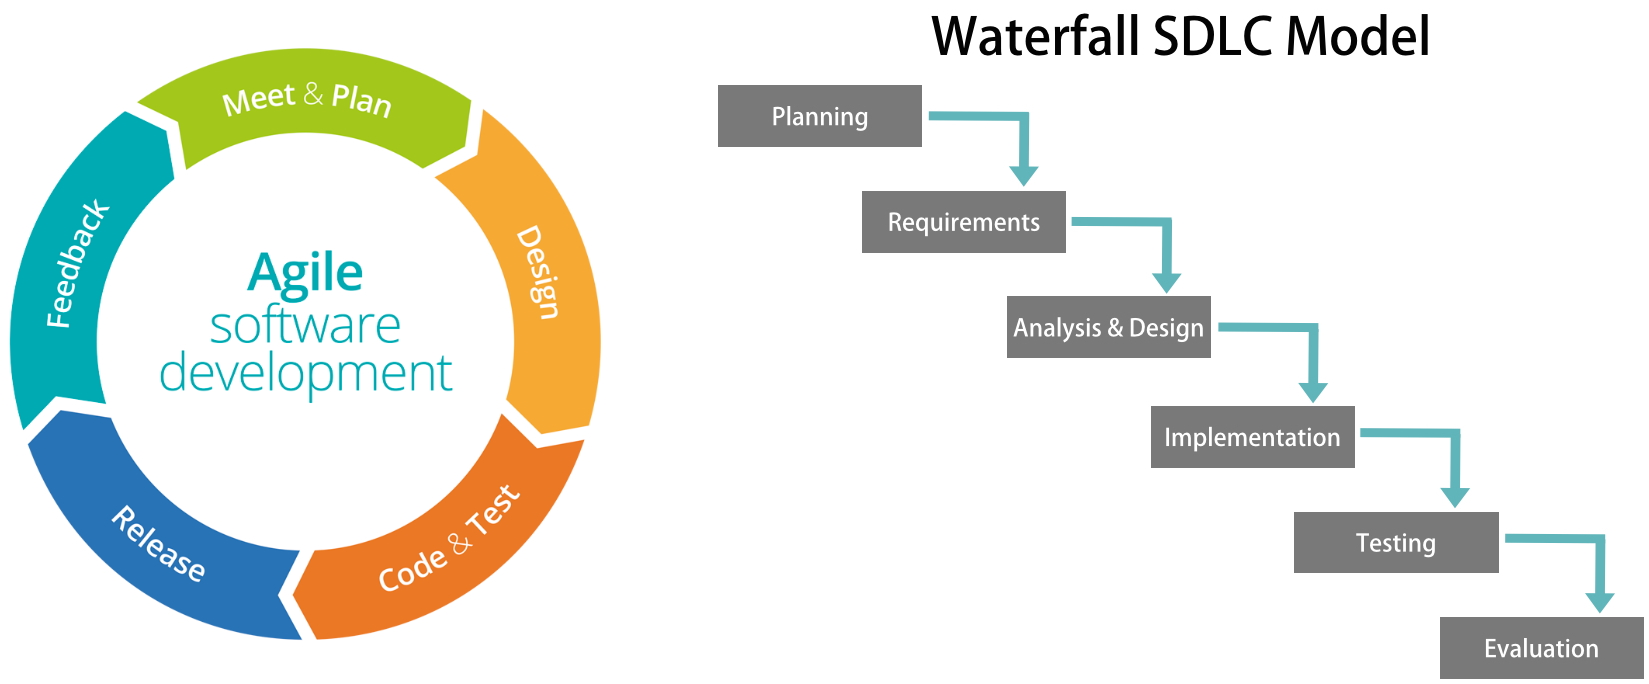 Meet & Plan
Design
Code & Test
Release
Feedback
Agile
software
development
Waterfall SDLC Model
Planning
Requirements
Analysis & Design
Implementation
Testing
Evaluation